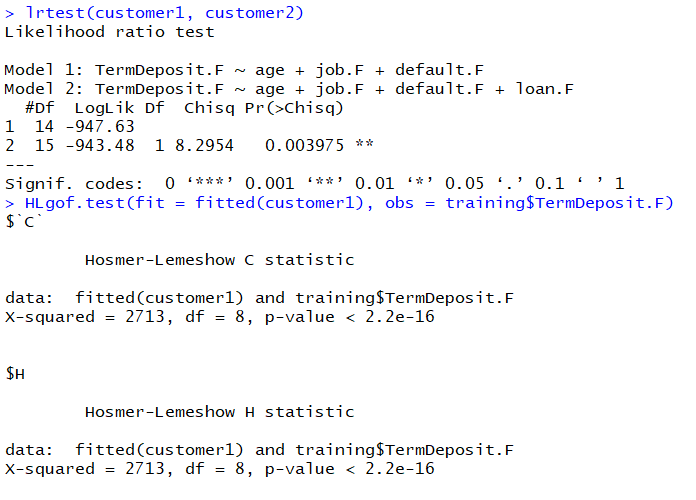 > lrtest(customer1, customer2)
Likelihood ratio test

Model 1: TermDeposit.F ~ age + job.F + default.F
Model 2: TermDeposit.F ~ age + job.F + default.F + loan.F
  #Df  LogLik Df  Chisq Pr(>Chisq)
1  14 -947.63
2  15 -943.48  1 8.2954   0.003975 **
---
Signif. codes:  0 ‘***’ 0.001 ‘**’ 0.01 ‘*’ 0.05 ‘.’ 0.1 ‘ ’ 1
> HLgof.test(fit = fitted(customer1), obs = training$TermDeposit.F)
$`C`

        Hosmer-Lemeshow C statistic

data:  fitted(customer1) and training$TermDeposit.F
X-squared = 2713, df = 8, p-value < 2.2e-16


$H

        Hosmer-Lemeshow H statistic

data:  fitted(customer1) and training$TermDeposit.F
X-squared = 2713, df = 8, p-value < 2.2e-16